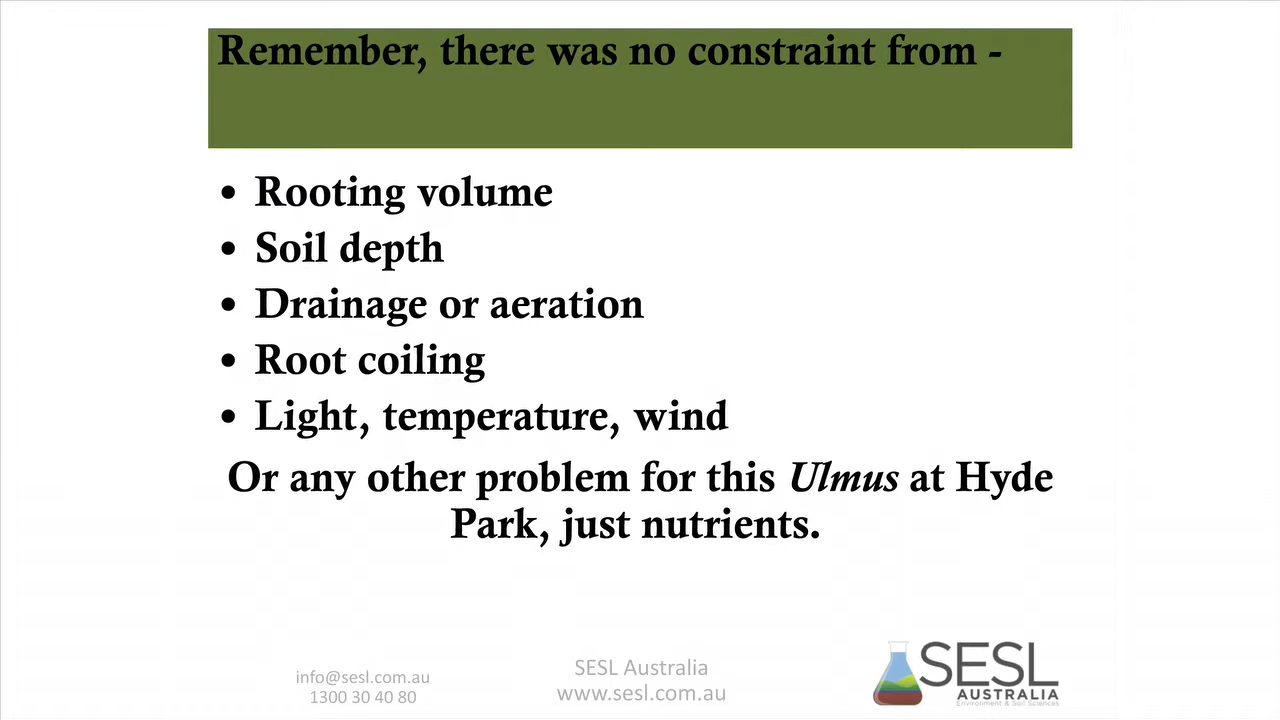 Remember, there was no constraint from -
• Rooting volume
• Soil depth
• Drainage or aeration
• Root coiling
• Light, temperature, wind
Or any other problem for this Ulmus at Hyde
Park, just nutrients.
info@sesl.com.au
1300 30 40 80
SESL Australia
www.sesl.com.au
SESL
AUSTRALIA
Environment & Soil Sciences